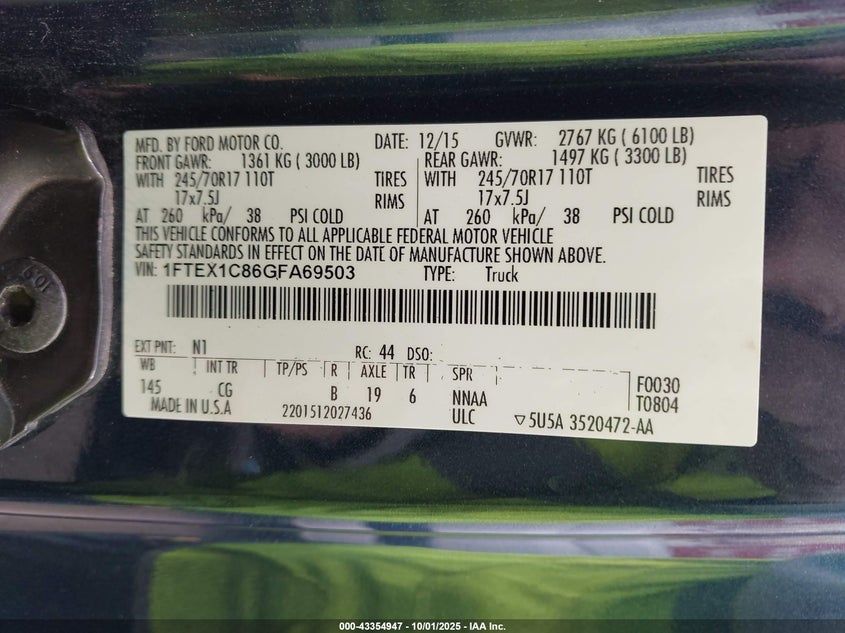 MFD. BY FORD MOTOR CO. DATE: 12/15 GVWR: 2767 KG ( 6100 LB)
FRONT GAWR: 1361 KG ( 3000 LB) REAR GAWR: 1497 KG ( 3300 LB)
WITH 245/70R17 110T TIRES WITH 245/70R17 110T TIRES
17x7.5J RIMS 17x7.5J RIMS
AT 260 kPa/ 38 PSI COLD AT 260 kPa/ 38 PSI COLD
THIS VEHICLE CONFORMS TO ALL APPLICABLE FEDERAL MOTOR VEHICLE
SAFETY STANDARDS IN EFFECT ON THE DATE OF MANUFACTURE SHOWN ABOVE.
VIN: 1FTEX1C86GFA69503 TYPE: Truck
EXT PNT: N1 RC: 44 DSO:
WB INT TR TP/PS R AXLE TR SPR
145 CG B 19 6 NNAA F0030
MADE IN U.S.A 2201512027436 ULC T0804
▽5U5A 3520472-AA
10.9
000-43354947 - 10/01/2025 - IAA Inc.